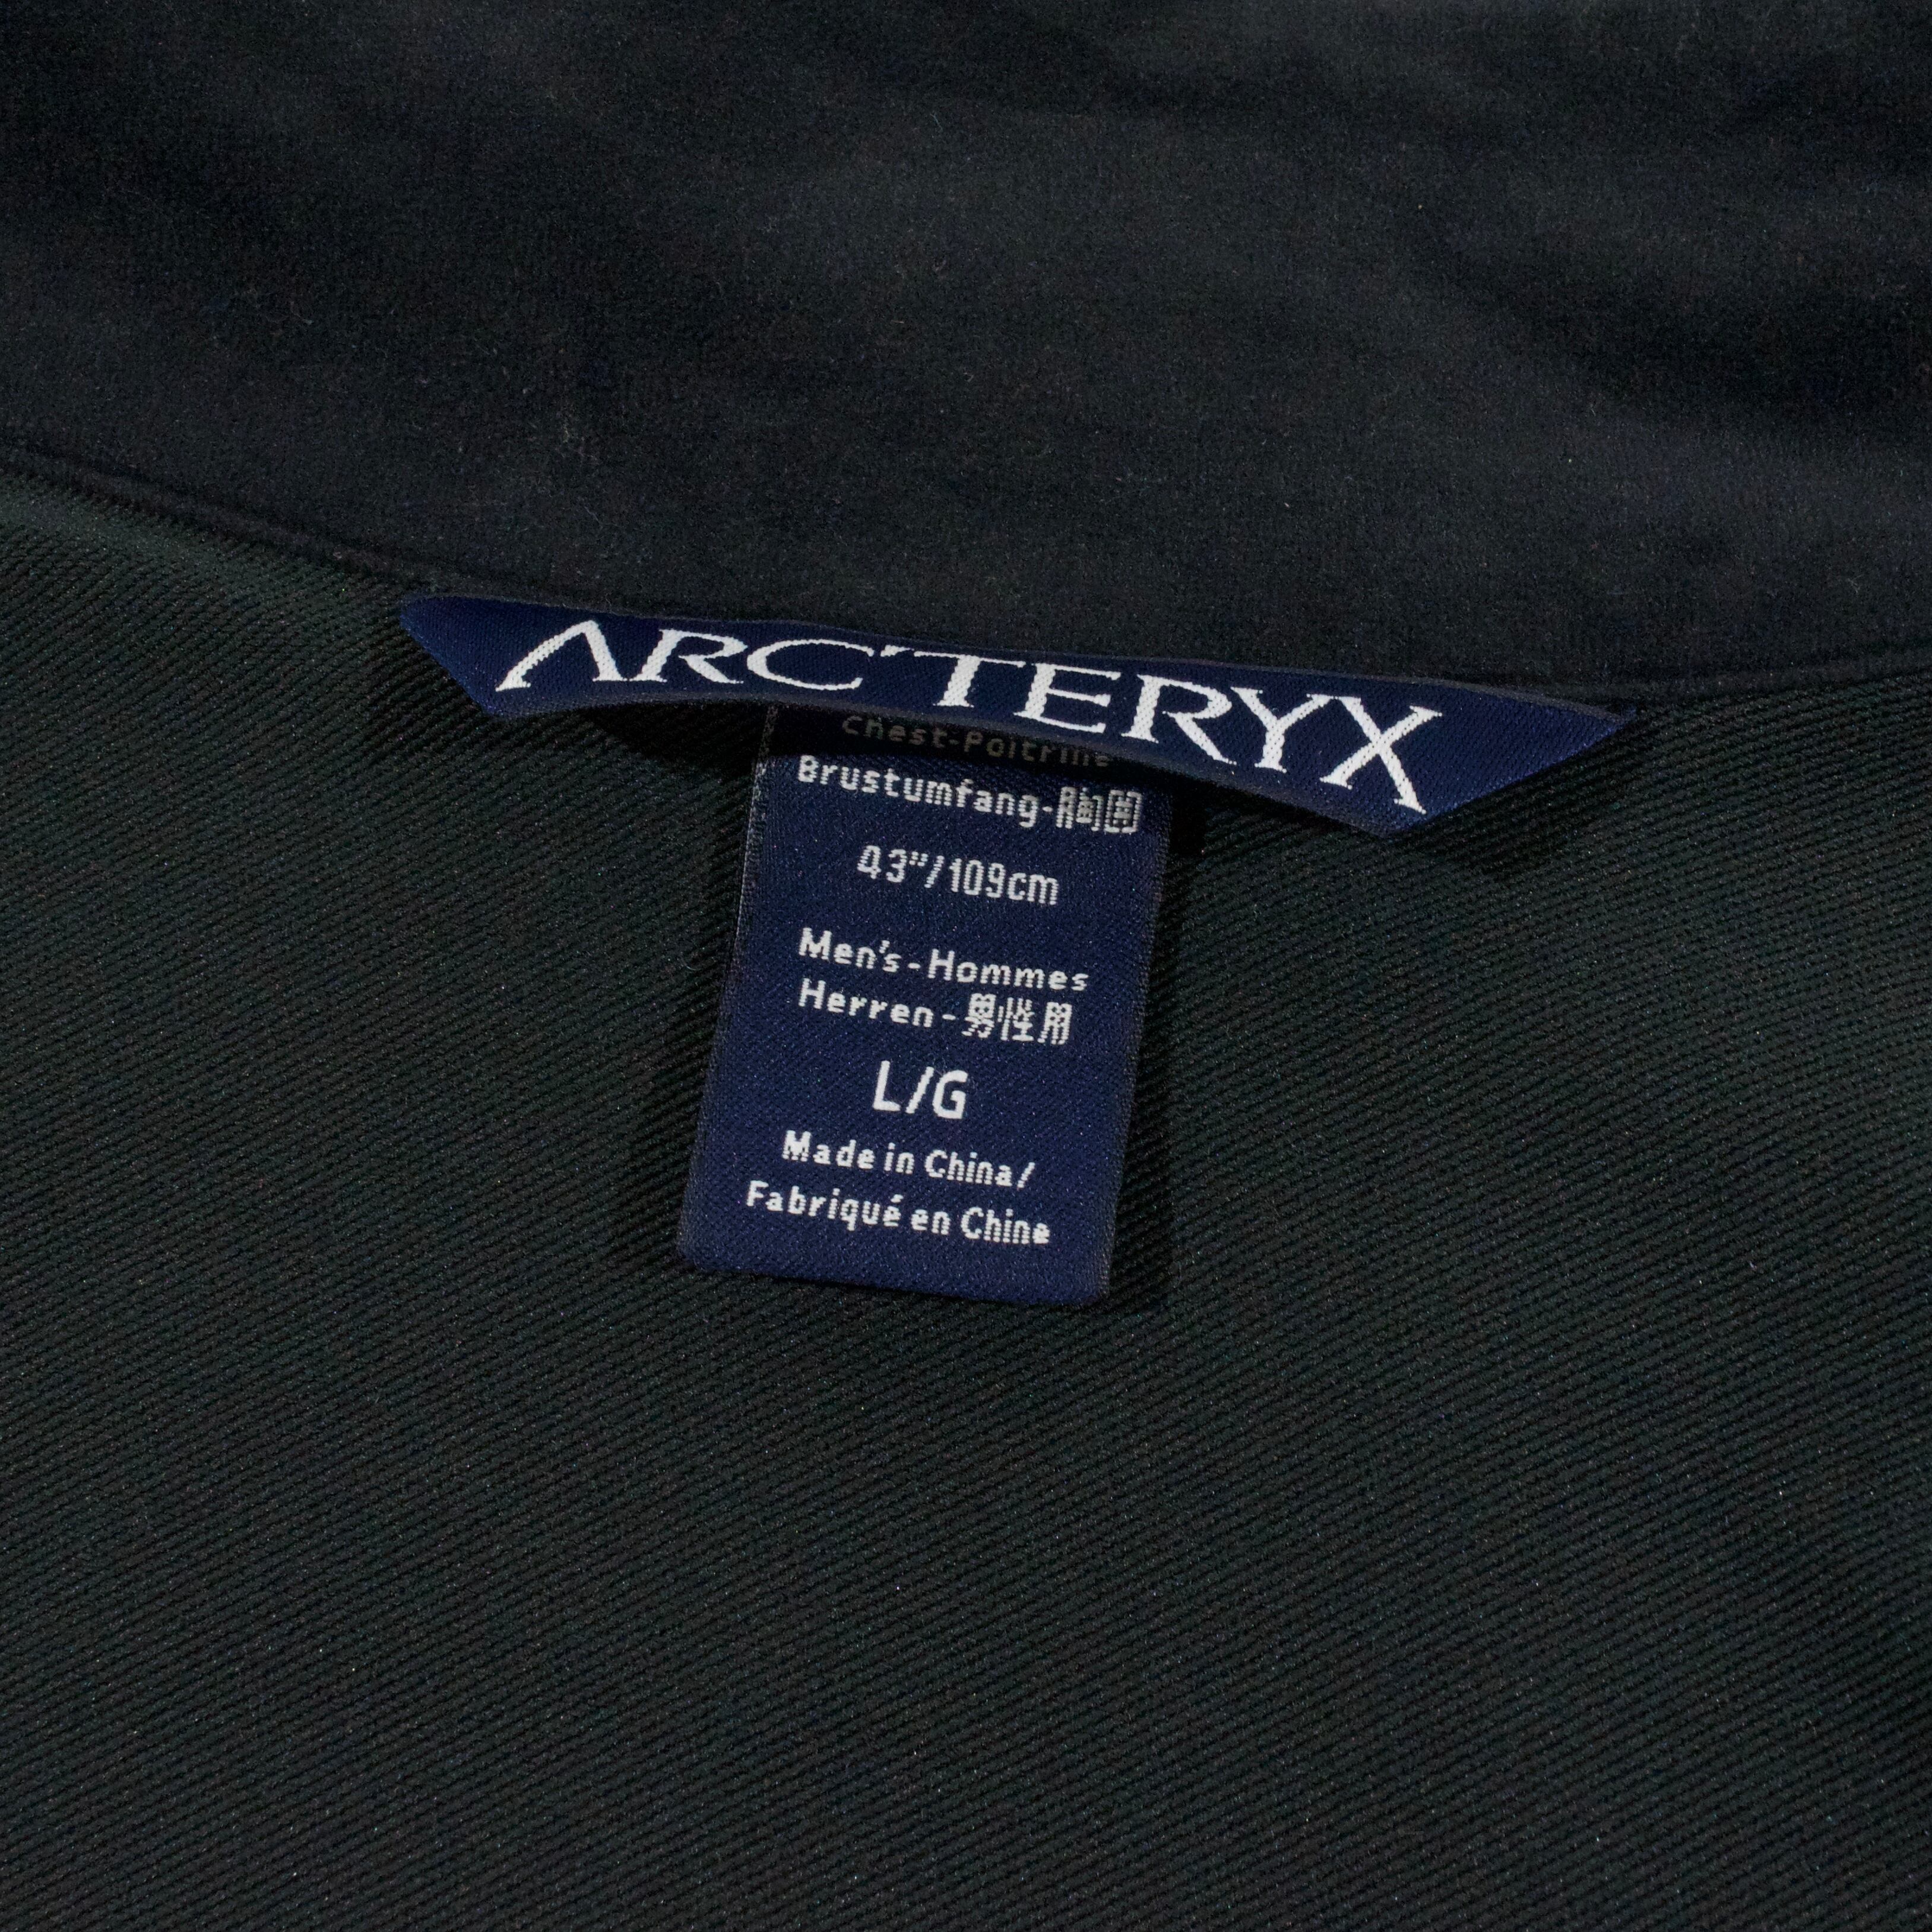 ARC'TERYX
Chest-Poitrine
Brustumfang-胸囲
43"/109cm
Men's-Hommes
Herren-男性用
L/G
Made in China/
Fabriqué en Chine